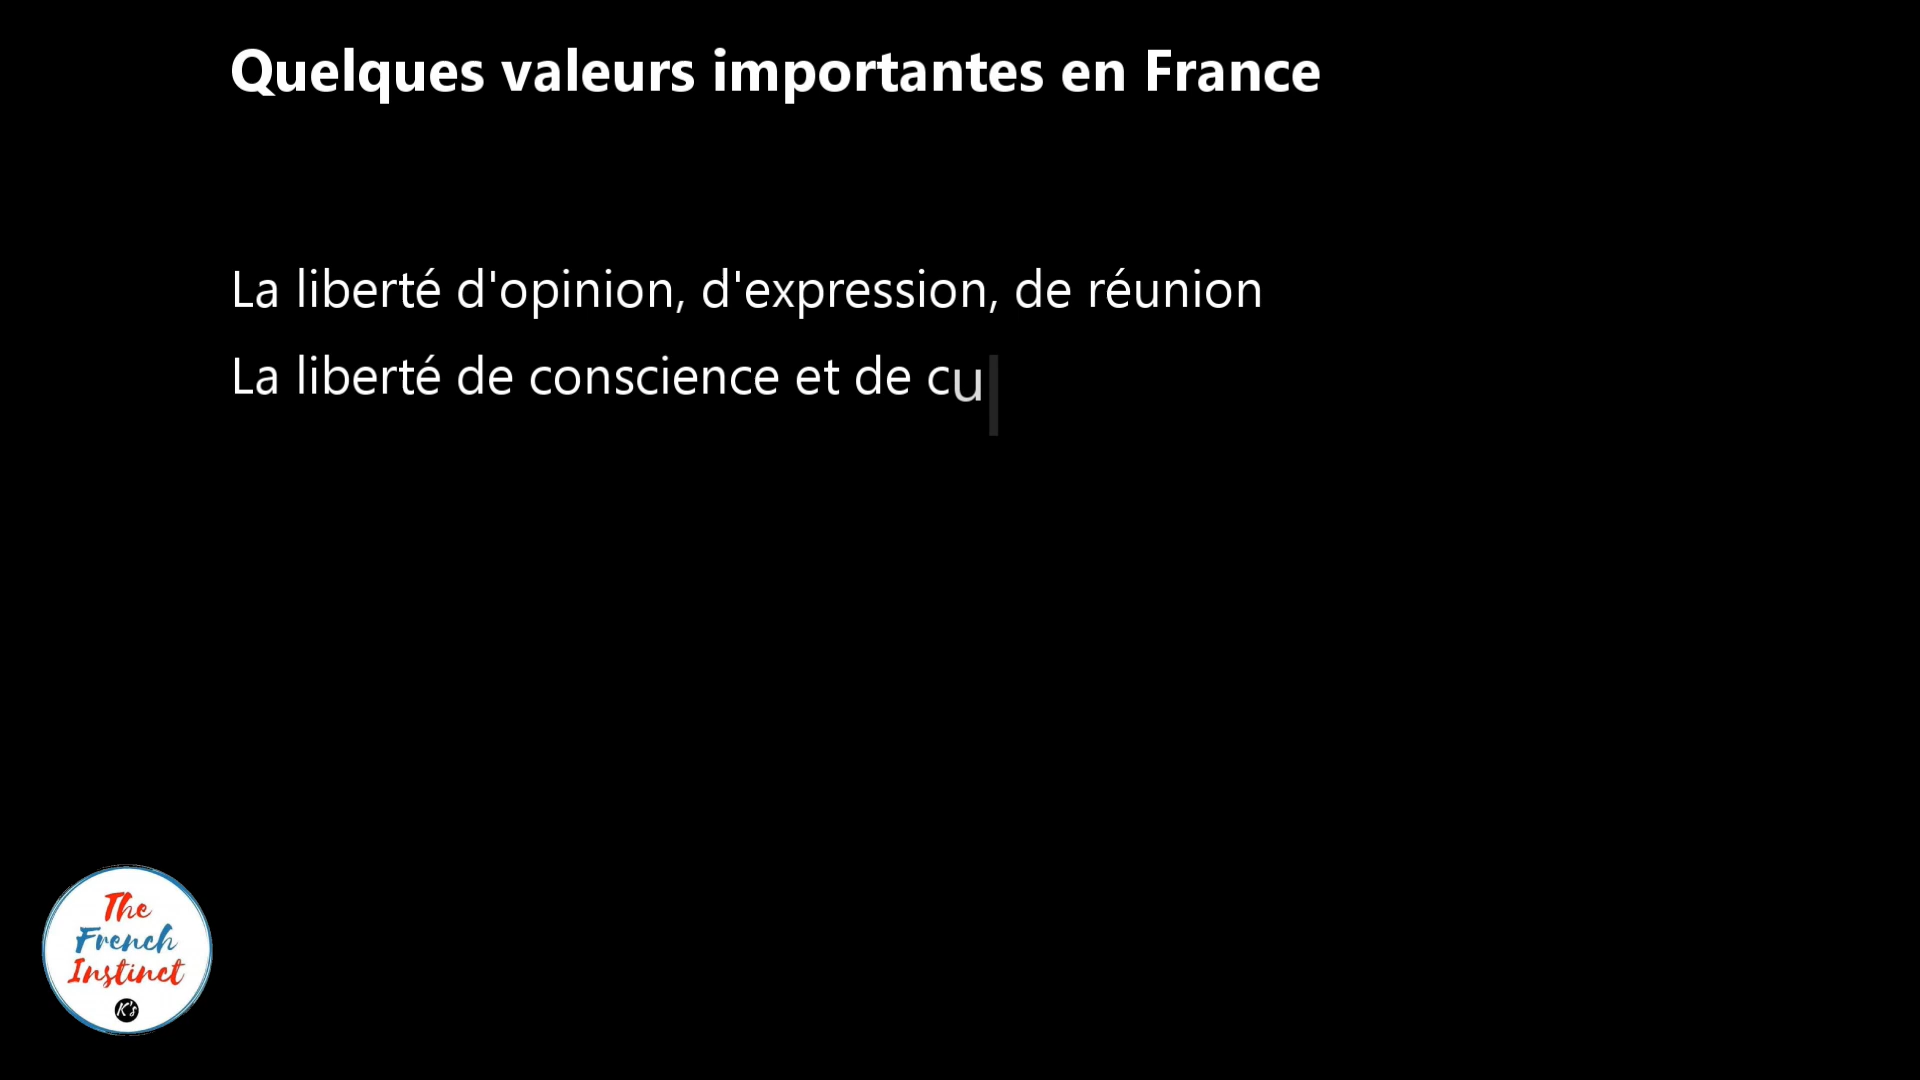 Quelques valeurs importantes en France
La liberté d'opinion, d'expression, de réunion
La liberté de conscience et de cu
The
French
Instinct
K's